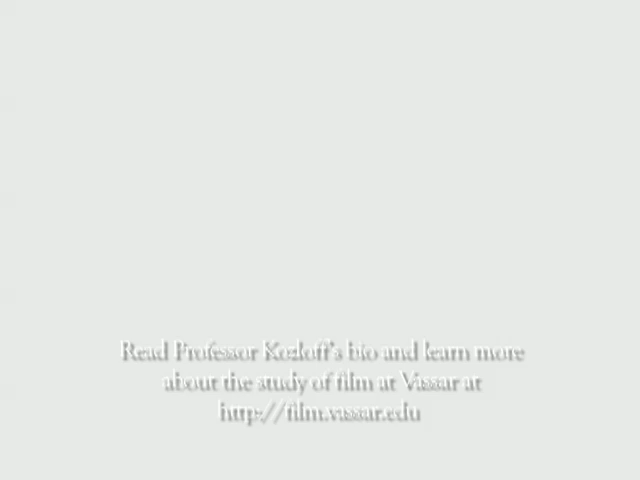 Read Professor Kozloff's bio and learn more
about the study of film at Vassar at
http://film.vassar.edu